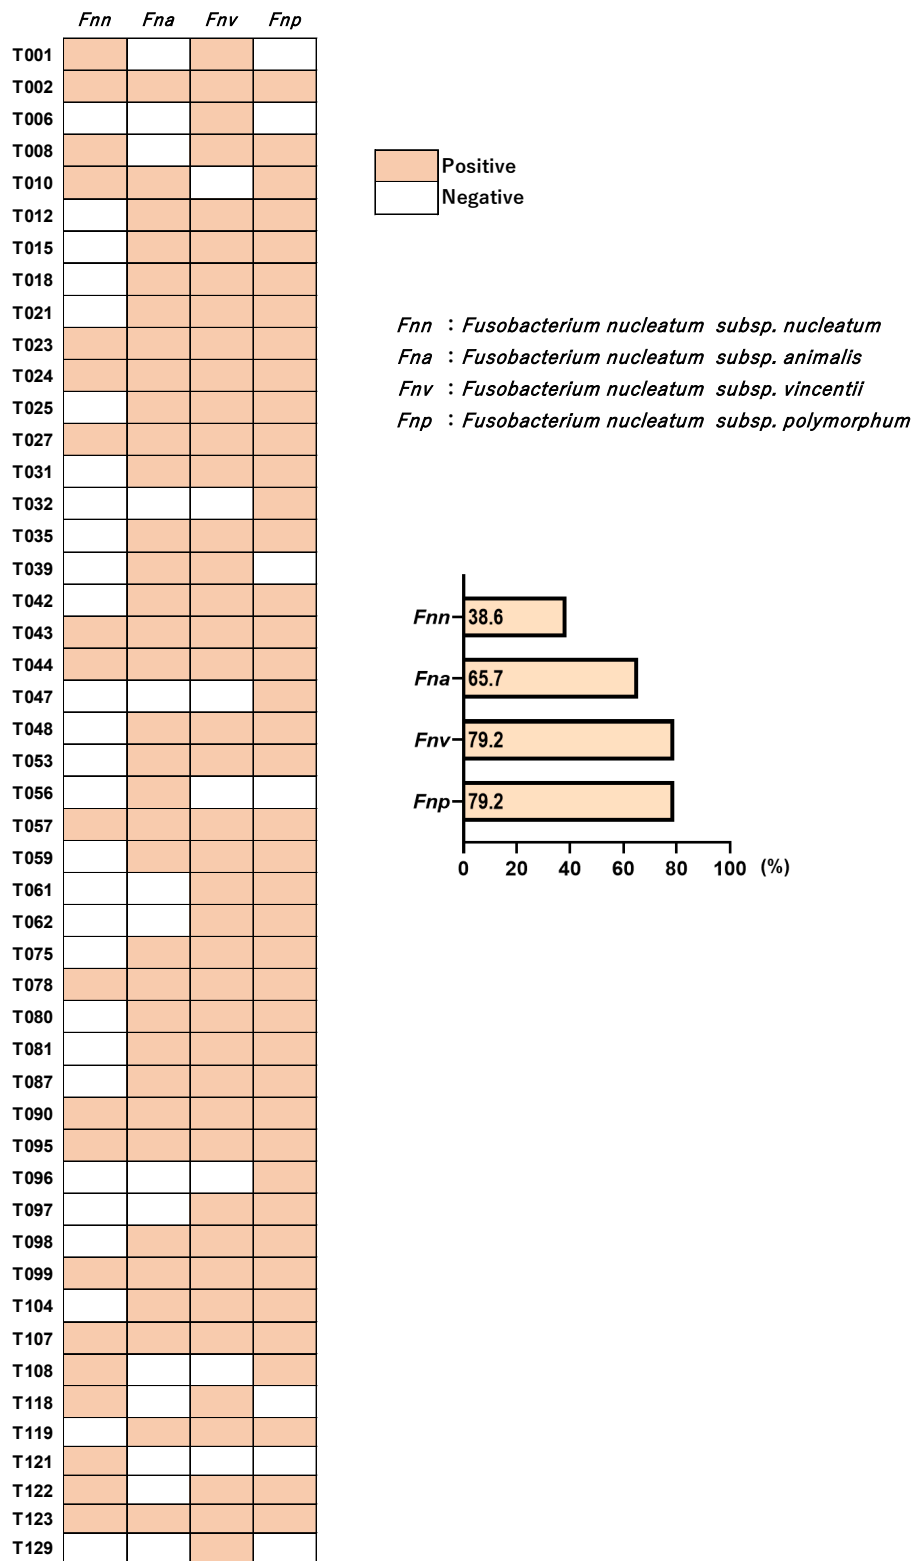 Fnn Fna Fnv Fnp
T001
T002
T006
T008
T010
T012
T015
T018
T021
T023
T024
T025
T027
T031
T032
T035
T039
T042
T043
T044
T047
T048
T053
T056
T057
T059
T061
T062
T075
T078
T080
T081
T087
T090
T095
T096
T097
T098
T099
T104
T107
T108
T118
T119
T121
T122
T123
T129
Positive
Negative
Fnn : Fusobacterium nucleatum subsp. nucleatum
Fna : Fusobacterium nucleatum subsp. animalis
Fnv : Fusobacterium nucleatum subsp. vincentii
Fnp : Fusobacterium nucleatum subsp. polymorphum
Fnn 38.6
Fna 65.7
Fnv 79.2
Fnp 79.2
0 20 40 60 80 100 (%)